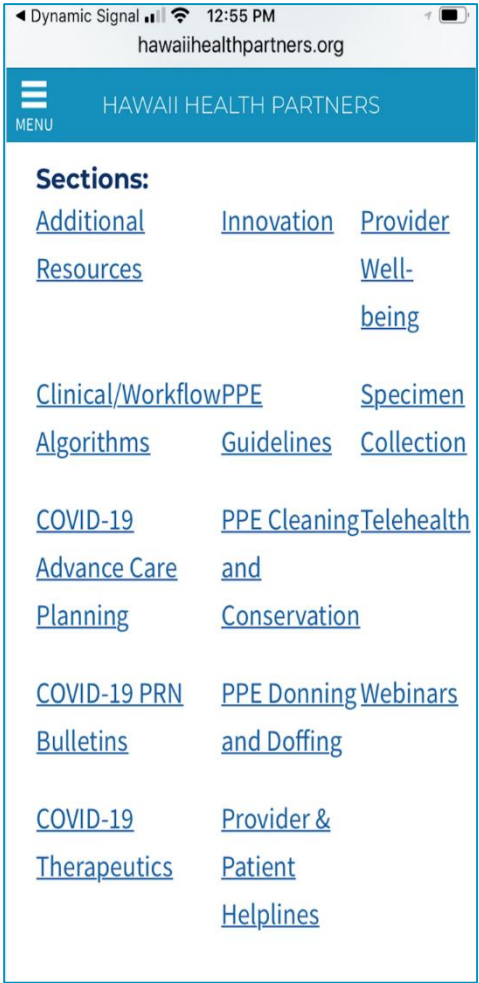 ◀ Dynamic Signal 12:55 PM
hawaiihealthpartners.org
MENU
HAWAII HEALTH PARTNERS
Sections:
Additional
Resources
Innovation
Provider
Well-
being
Clinical/Workflow
Algorithms
PPE
Guidelines
Specimen
Collection
COVID-19
Advance Care
Planning
PPE Cleaning
and
Conservation
Telehealth
COVID-19 PRN
Bulletins
PPE Donning
and Doffing
Webinars
COVID-19
Therapeutics
Provider &
Patient
Helplines